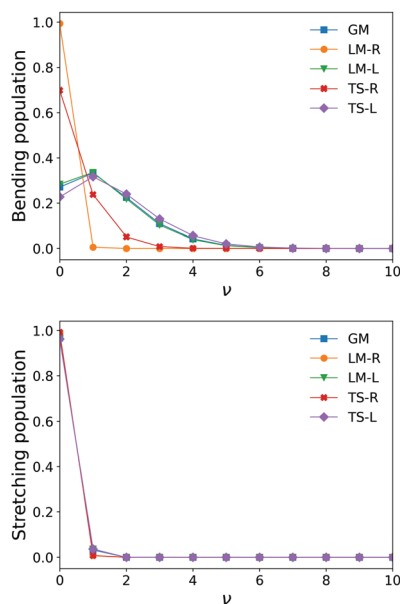 Bending population
1.0
0.8
0.6
0.4
0.2
0.0
0 2 4 6 8 10
ν
GM
LM-R
LM-L
TS-R
TS-L
Stretching population
1.0
0.8
0.6
0.4
0.2
0.0
0 2 4 6 8 10
ν
GM
LM-R
LM-L
TS-R
TS-L